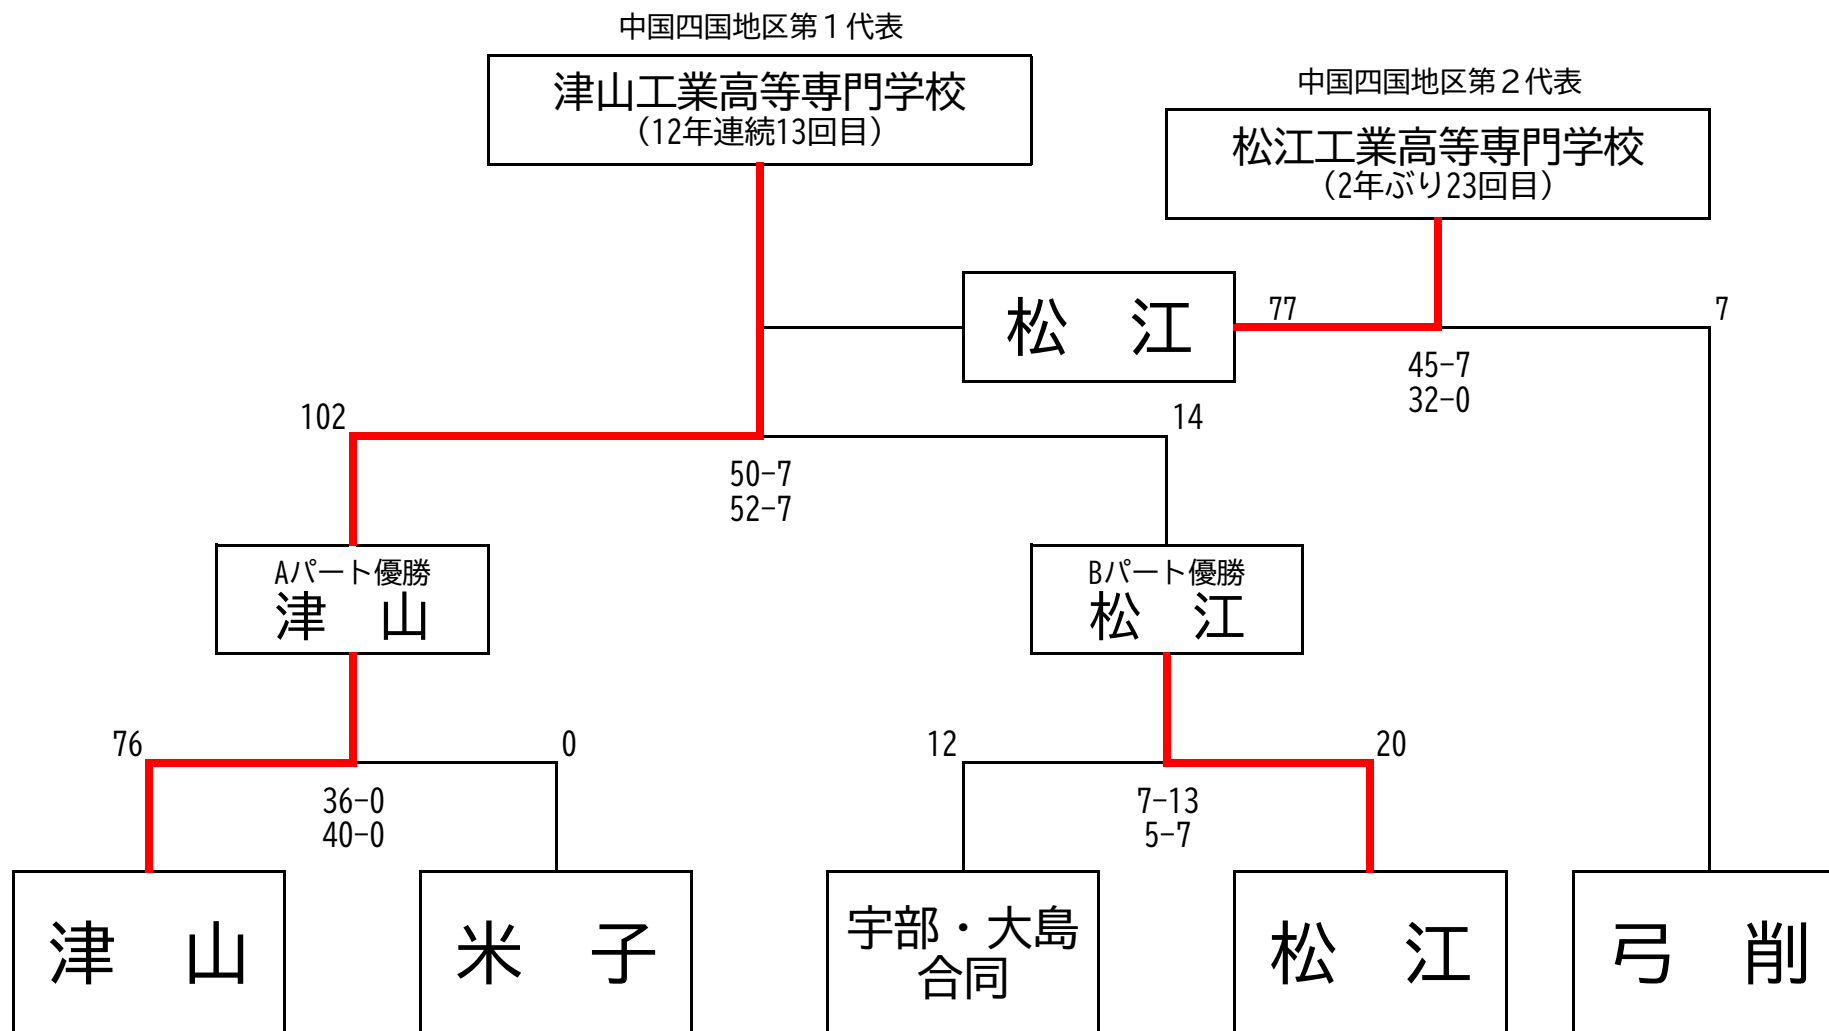 中国四国地区第１代表
津山工業高等専門学校
（12年連続13回目）
中国四国地区第２代表
松江工業高等専門学校
（2年ぶり23回目）
松　江
77
7
45-7
32-0
102
14
50-7
52-7
Aパート優勝
津　山
Bパート優勝
松　江
76
0
12
20
36-0
40-0
7-13
5-7
津　山
米　子
宇部・大島
合同
松　江
弓　削